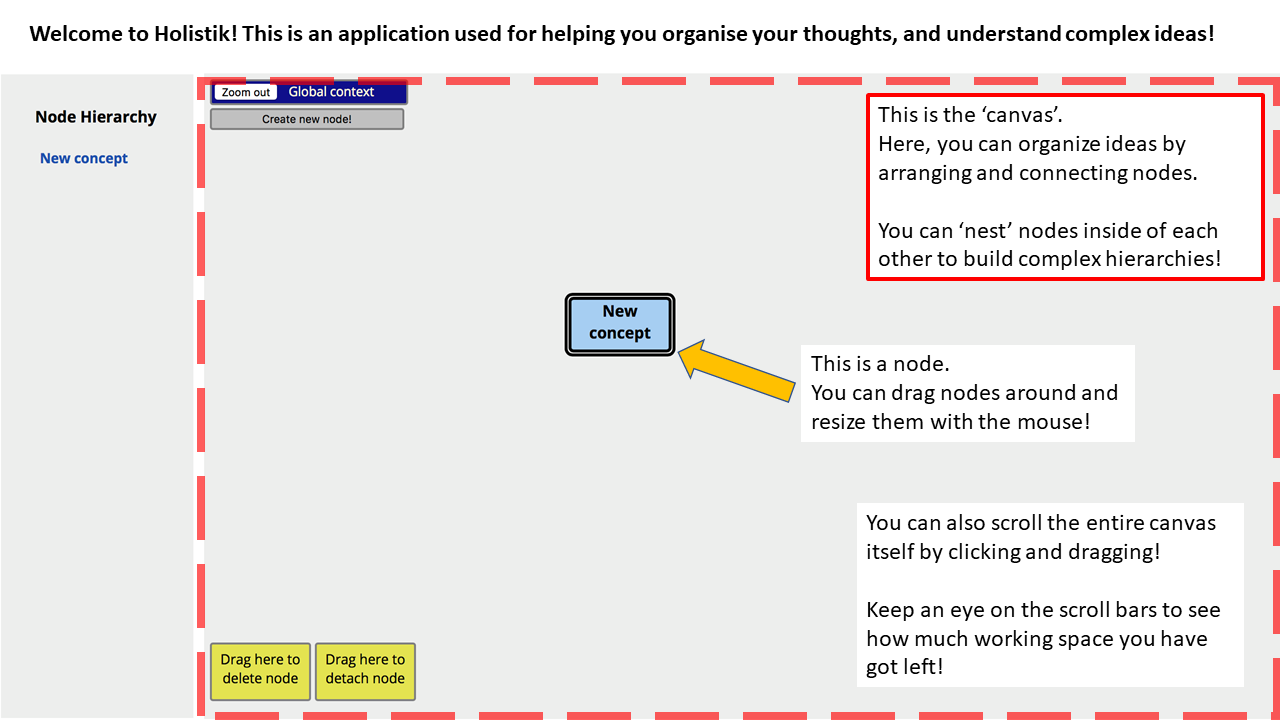 Welcome to Holistik! This is an application used for helping you organise your thoughts, and understand complex ideas!
Node Hierarchy
New concept
Zoom out
Global context
Create new node!
This is the ‘canvas’.
Here, you can organize ideas by
arranging and connecting nodes.
You can ‘nest’ nodes inside of each
other to build complex hierarchies!
New
concept
This is a node.
You can drag nodes around and
resize them with the mouse!
You can also scroll the entire canvas
itself by clicking and dragging!
Keep an eye on the scroll bars to see
how much working space you have
got left!
Drag here to
delete node
Drag here to
detach node